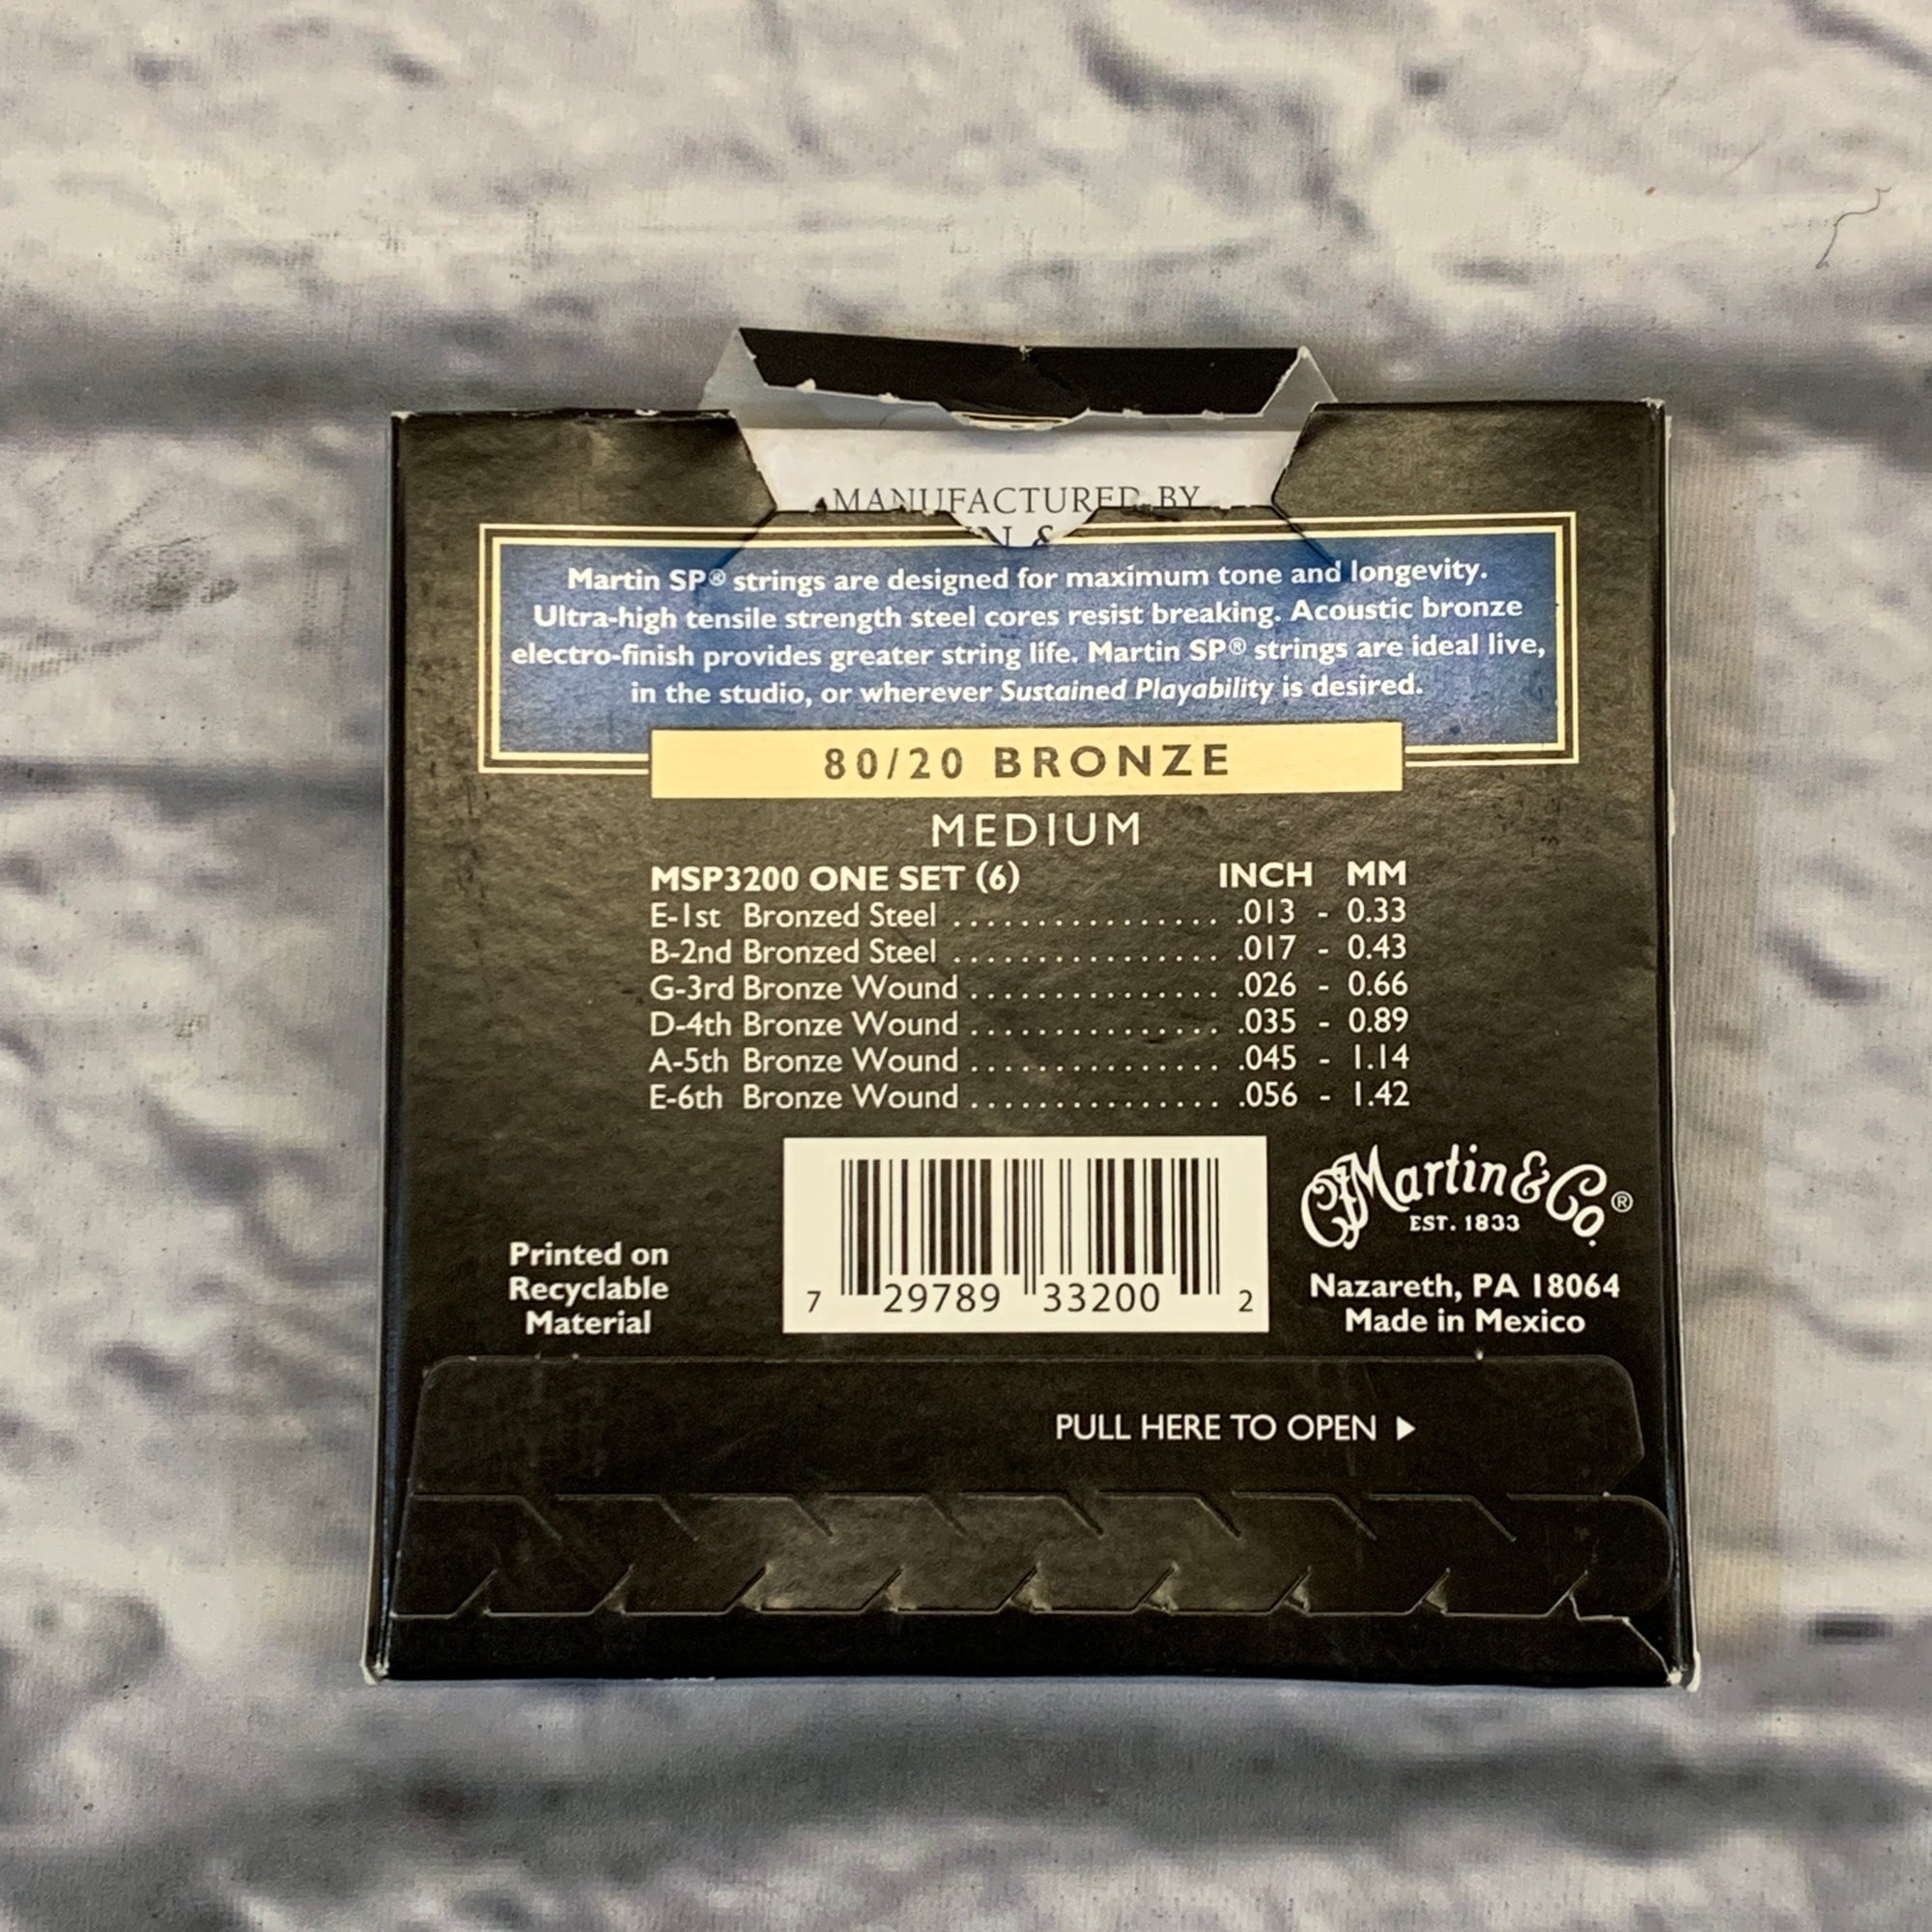 MANUFACTURED BY
N &
Martin SP® strings are designed for maximum tone and longevity.
Ultra-high tensile strength steel cores resist breaking. Acoustic bronze
electro-finish provides greater string life. Martin SP® strings are ideal live,
in the studio, or wherever Sustained Playability is desired.
80/20 BRONZE
MEDIUM
MSP3200 ONE SET (6) INCH MM
E-1st Bronzed Steel ................ .013 - 0.33
B-2nd Bronzed Steel ................ .017 - 0.43
G-3rd Bronze Wound ............... .026 - 0.66
D-4th Bronze Wound ............... .035 - 0.89
A-5th Bronze Wound ............... .045 - 1.14
E-6th Bronze Wound ............... .056 - 1.42
CF Martin & Co.®
EST. 1833
Printed on
Recyclable
Material
7 29789 33200 2
Nazareth, PA 18064
Made in Mexico
PULL HERE TO OPEN ▶